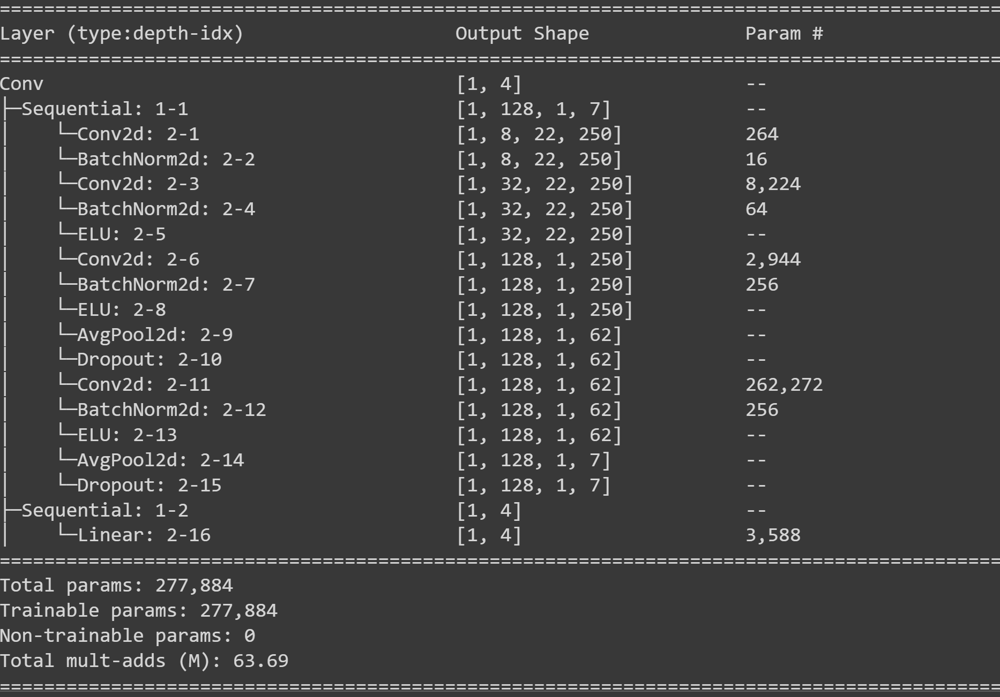 ==========================================================================================
Layer (type:depth-idx)                   Output Shape              Param #
==========================================================================================
Conv                                     [1, 4]                    --
├─Sequential: 1-1                        [1, 128, 1, 7]            --
│    └─Conv2d: 2-1                       [1, 8, 22, 250]           264
│    └─BatchNorm2d: 2-2                  [1, 8, 22, 250]           16
│    └─Conv2d: 2-3                       [1, 32, 22, 250]          8,224
│    └─BatchNorm2d: 2-4                  [1, 32, 22, 250]          64
│    └─ELU: 2-5                          [1, 32, 22, 250]          --
│    └─Conv2d: 2-6                       [1, 128, 1, 250]          2,944
│    └─BatchNorm2d: 2-7                  [1, 128, 1, 250]          256
│    └─ELU: 2-8                          [1, 128, 1, 250]          --
│    └─AvgPool2d: 2-9                    [1, 128, 1, 62]           --
│    └─Dropout: 2-10                     [1, 128, 1, 62]           --
│    └─Conv2d: 2-11                      [1, 128, 1, 62]           262,272
│    └─BatchNorm2d: 2-12                 [1, 128, 1, 62]           256
│    └─ELU: 2-13                         [1, 128, 1, 62]           --
│    └─AvgPool2d: 2-14                   [1, 128, 1, 7]            --
│    └─Dropout: 2-15                     [1, 128, 1, 7]            --
├─Sequential: 1-2                        [1, 4]                    --
│    └─Linear: 2-16                      [1, 4]                    3,588
==========================================================================================
Total params: 277,884
Trainable params: 277,884
Non-trainable params: 0
Total mult-adds (M): 63.69
==========================================================================================